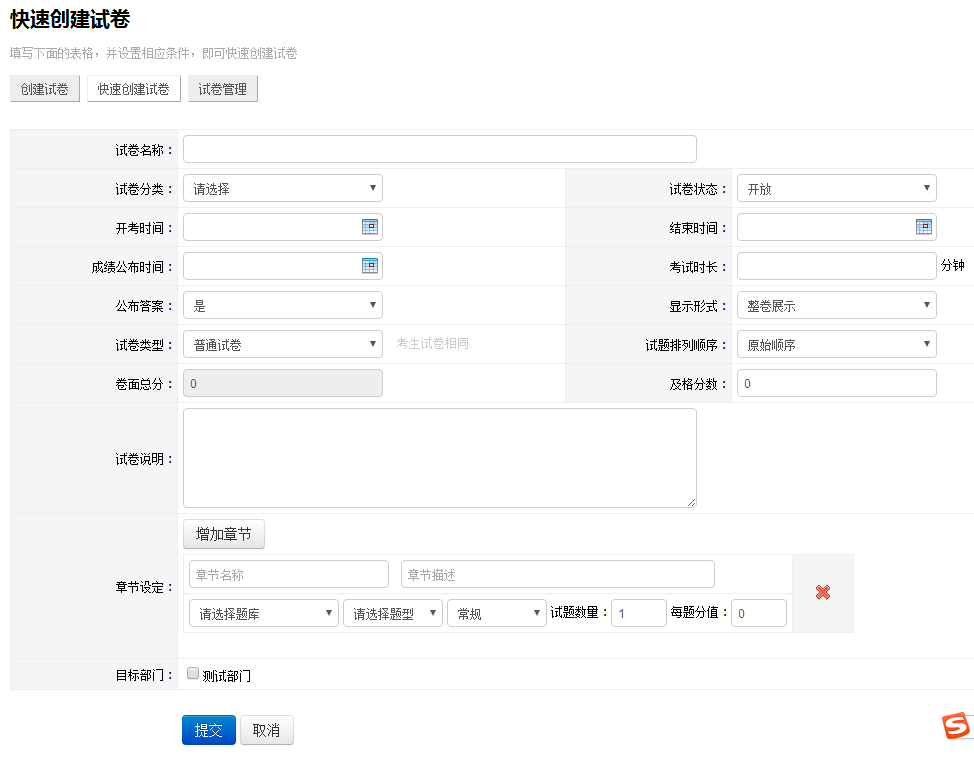 快速创建试卷
填写下面的表格，并设置相应条件，即可快速创建试卷
创建试卷 快速创建试卷 试卷管理
试卷名称：
试卷分类： 请选择 试卷状态： 开放
开考时间： 结束时间：
成绩公布时间： 考试时长： 分钟
公布答案： 是 显示形式： 整卷展示
试卷类型： 普通试卷 考生试卷相同 试题排列顺序： 原始顺序
卷面总分： 0 及格分数： 0
试卷说明：
增加章节
章节名称 章节描述
章节设定：
请选择题库 请选择题型 常规 试题数量： 1 每题分值： 0
目标部门： 测试部门
提交 取消
S